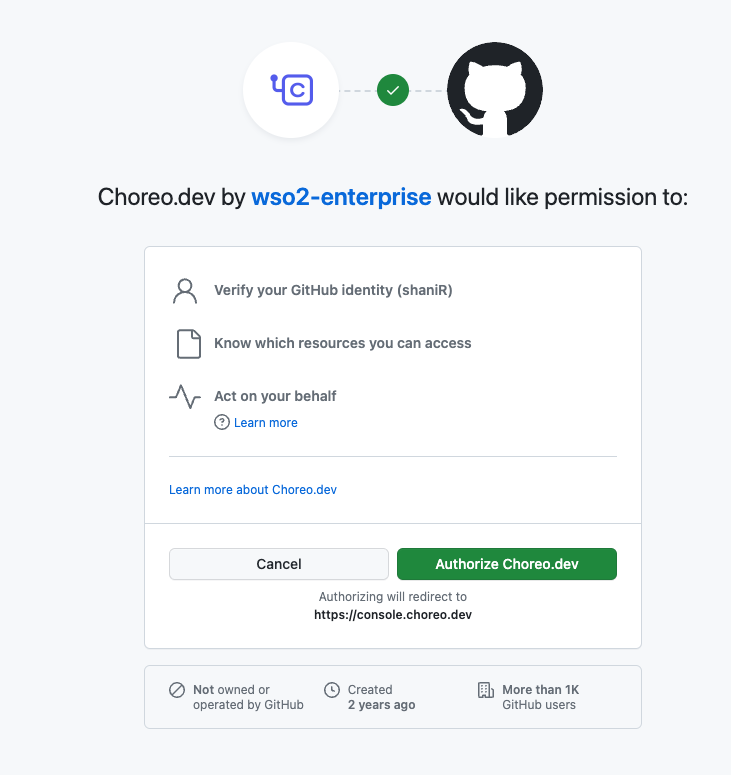 C
Choreo.dev by wso2-enterprise would like permission to:
Verify your GitHub identity (shaniR)
Know which resources you can access
Act on your behalf
Learn more
Learn more about Choreo.dev
Cancel
Authorize Choreo.dev
Authorizing will redirect to
https://console.choreo.dev
Not owned or
operated by GitHub
Created
2 years ago
More than 1K
GitHub users